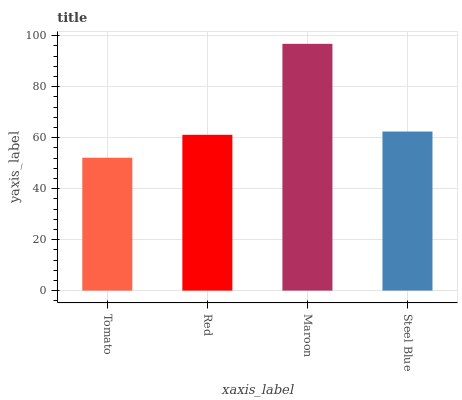 title
100
80
60
40
20
0
yaxis_label
Tomato
Red
Maroon
Steel Blue
xaxis_label